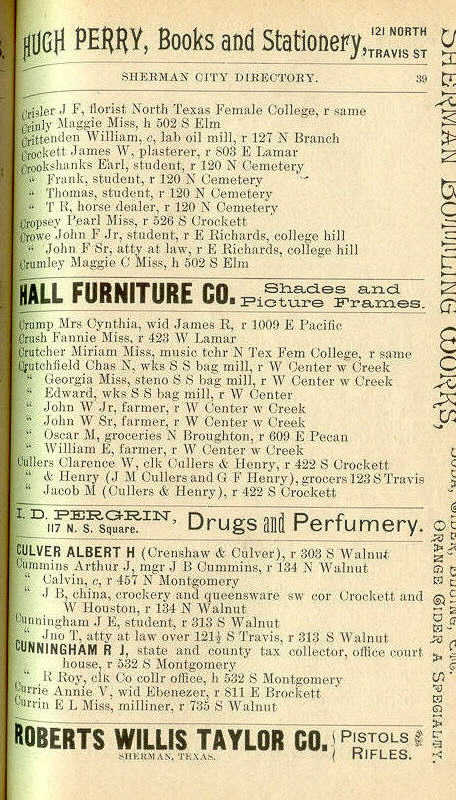 HUGH PERRY, Books and Stationery, 121 NORTH TRAVIS ST
SHERMAN CITY DIRECTORY. 39
Crisler J F, florist North Texas Female College, r same
Crinly Maggie Miss, h 502 S Elm
Crittenden William, c, lab oil mill, r 127 N Branch
Crockett James W, plasterer, r 803 E Lamar
Crookshanks Earl, student, r 120 N Cemetery
" Frank, student, r 120 N Cemetery
" Thomas, student, r 120 N Cemetery
" T R, horse dealer, r 120 N Cemetery
Cropsey Pearl Miss, r 526 S Crockett
Crowe John F Jr, student, r E Richards, college hill
" John F Sr, atty at law, r E Richards, college hill
Crumley Maggie C Miss, h 502 S Elm
HALL FURNITURE CO. Shades and Picture Frames.
Crump Mrs Cynthia, wid James R, r 1009 E Pacific
Crush Fannie Miss, r 423 W Lamar
Crutcher Miriam Miss, music tchr N Tex Fem College, r same
Crutchfield Chas N, wks S S bag mill, r W Center w Creek
" Georgia Miss, steno S S bag mill, r W Center w Creek
" Edward, wks S S bag mill, r W Center
" John W Jr, farmer, r W Center w Creek
" John W Sr, farmer, r W Center w Creek
" Oscar M, groceries N Broughton, r 609 E Pecan
" William E, farmer, r W Center w Creek
Cullers Clarence W, clk Cullers & Henry, r 422 S Crockett
" & Henry (J M Cullers and G F Henry), grocers 123 S Travis
" Jacob M (Cullers & Henry), r 422 S Crockett
I. D. PERGRIN, 117 N. S. Square. Drugs and Perfumery.
CULVER ALBERT H (Crenshaw & Culver), r 303 S Walnut
Cummins Arthur J, mgr J B Cummins, r 134 N Walnut
" Calvin, c, r 457 N Montgomery
" J B, china, crockery and queensware sw cor Crockett and
W Houston, r 134 N Walnut
Cunningham J E, student, r 313 S Walnut
" Jno T, atty at law over 121½ S Travis, r 313 S Walnut
CUNNINGHAM R J, state and county tax collector, office court
house, r 532 S Montgomery
" R Roy, clk Co collr office, h 532 S Montgomery
Currie Annie V, wid Ebenezer, r 811 E Brockett
Currin E L Miss, milliner, r 735 S Walnut
ROBERTS WILLIS TAYLOR CO. PISTOLS & RIFLES.
SHERMAN, TEXAS.
SHERMAN BOTTLING WORKS,
ORANGE CIDER A SPECIALTY.